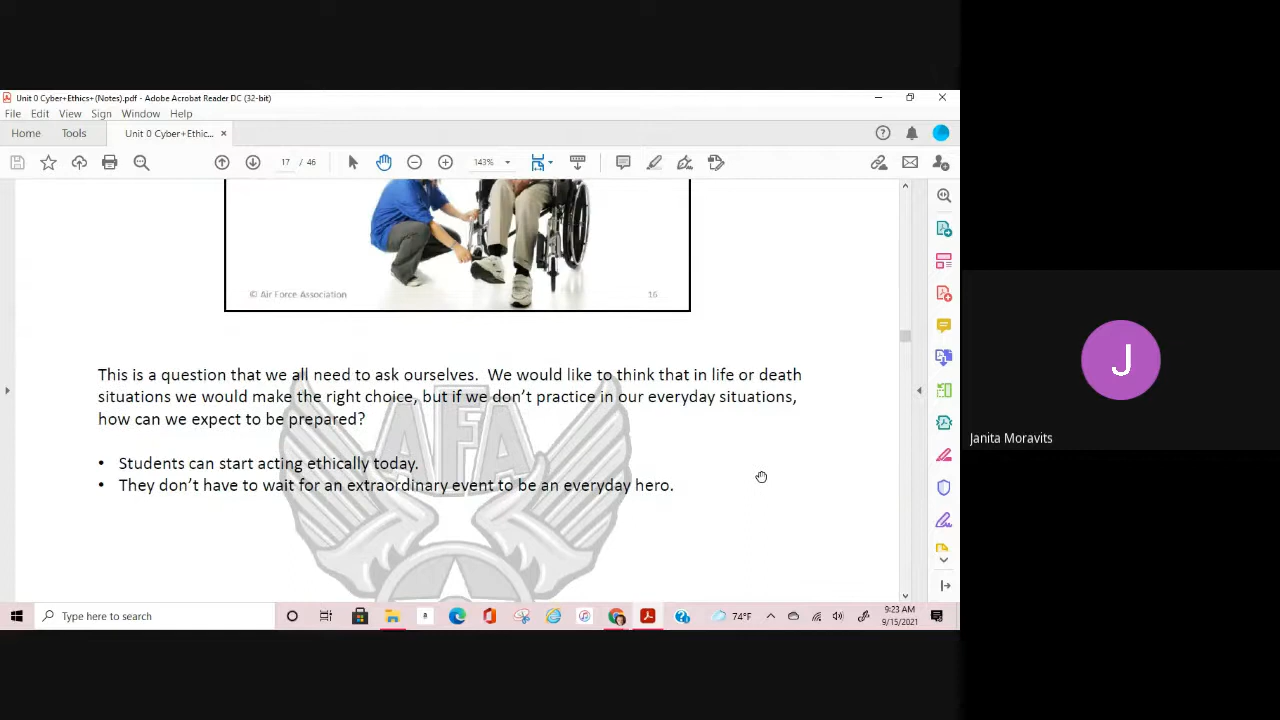 Unit 0 Cyber+Ethics+(Notes).pdf - Adobe Acrobat Reader DC (32-bit)
File Edit View Sign Window Help
Home Tools Unit 0 Cyber+Ethic... ×
17 / 46 143%
© Air Force Association 16
This is a question that we all need to ask ourselves. We would like to think that in life or death
situations we would make the right choice, but if we don't practice in our everyday situations,
how can we expect to be prepared?
• Students can start acting ethically today.
• They don't have to wait for an extraordinary event to be an everyday hero.
AFA
J
Janita Moravits
Type here to search a 74°F 9:23 AM
9/15/2021